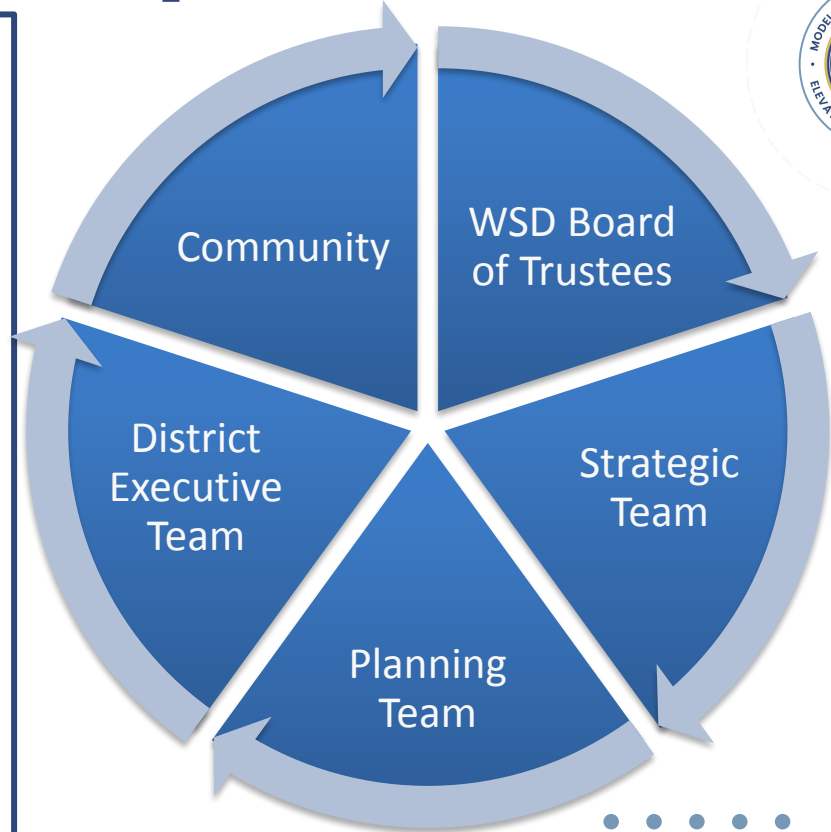 Community
WSD Board
of Trustees
Strategic
Team
Planning
Team
District
Executive
Team